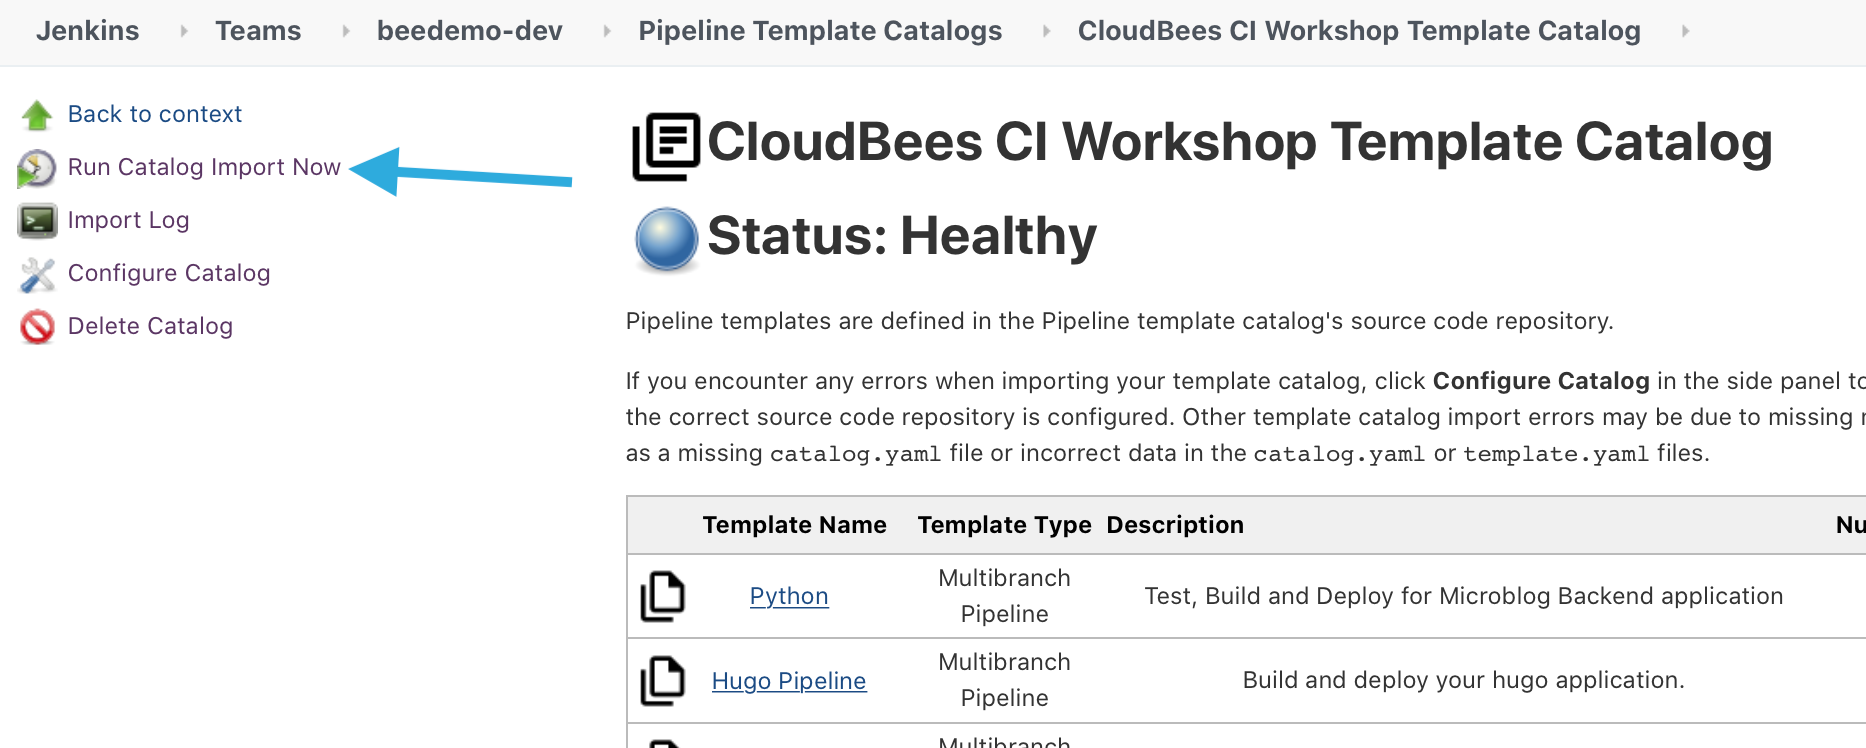 Jenkins Teams beedemo-dev Pipeline Template Catalogs CloudBees CI Workshop Template Catalog
Back to context
Run Catalog Import Now
Import Log
Configure Catalog
Delete Catalog
CloudBees CI Workshop Template Catalog
Status: Healthy
Pipeline templates are defined in the Pipeline template catalog's source code repository.
If you encounter any errors when importing your template catalog, click Configure Catalog in the side panel to
the correct source code repository is configured. Other template catalog import errors may be due to missing
as a missing catalog.yaml file or incorrect data in the catalog.yaml or template.yaml files.
Template Name Template Type Description
Python
Multibranch
Pipeline
Test, Build and Deploy for Microblog Backend application
Hugo Pipeline
Multibranch
Pipeline
Build and deploy your hugo application.
Multibranch